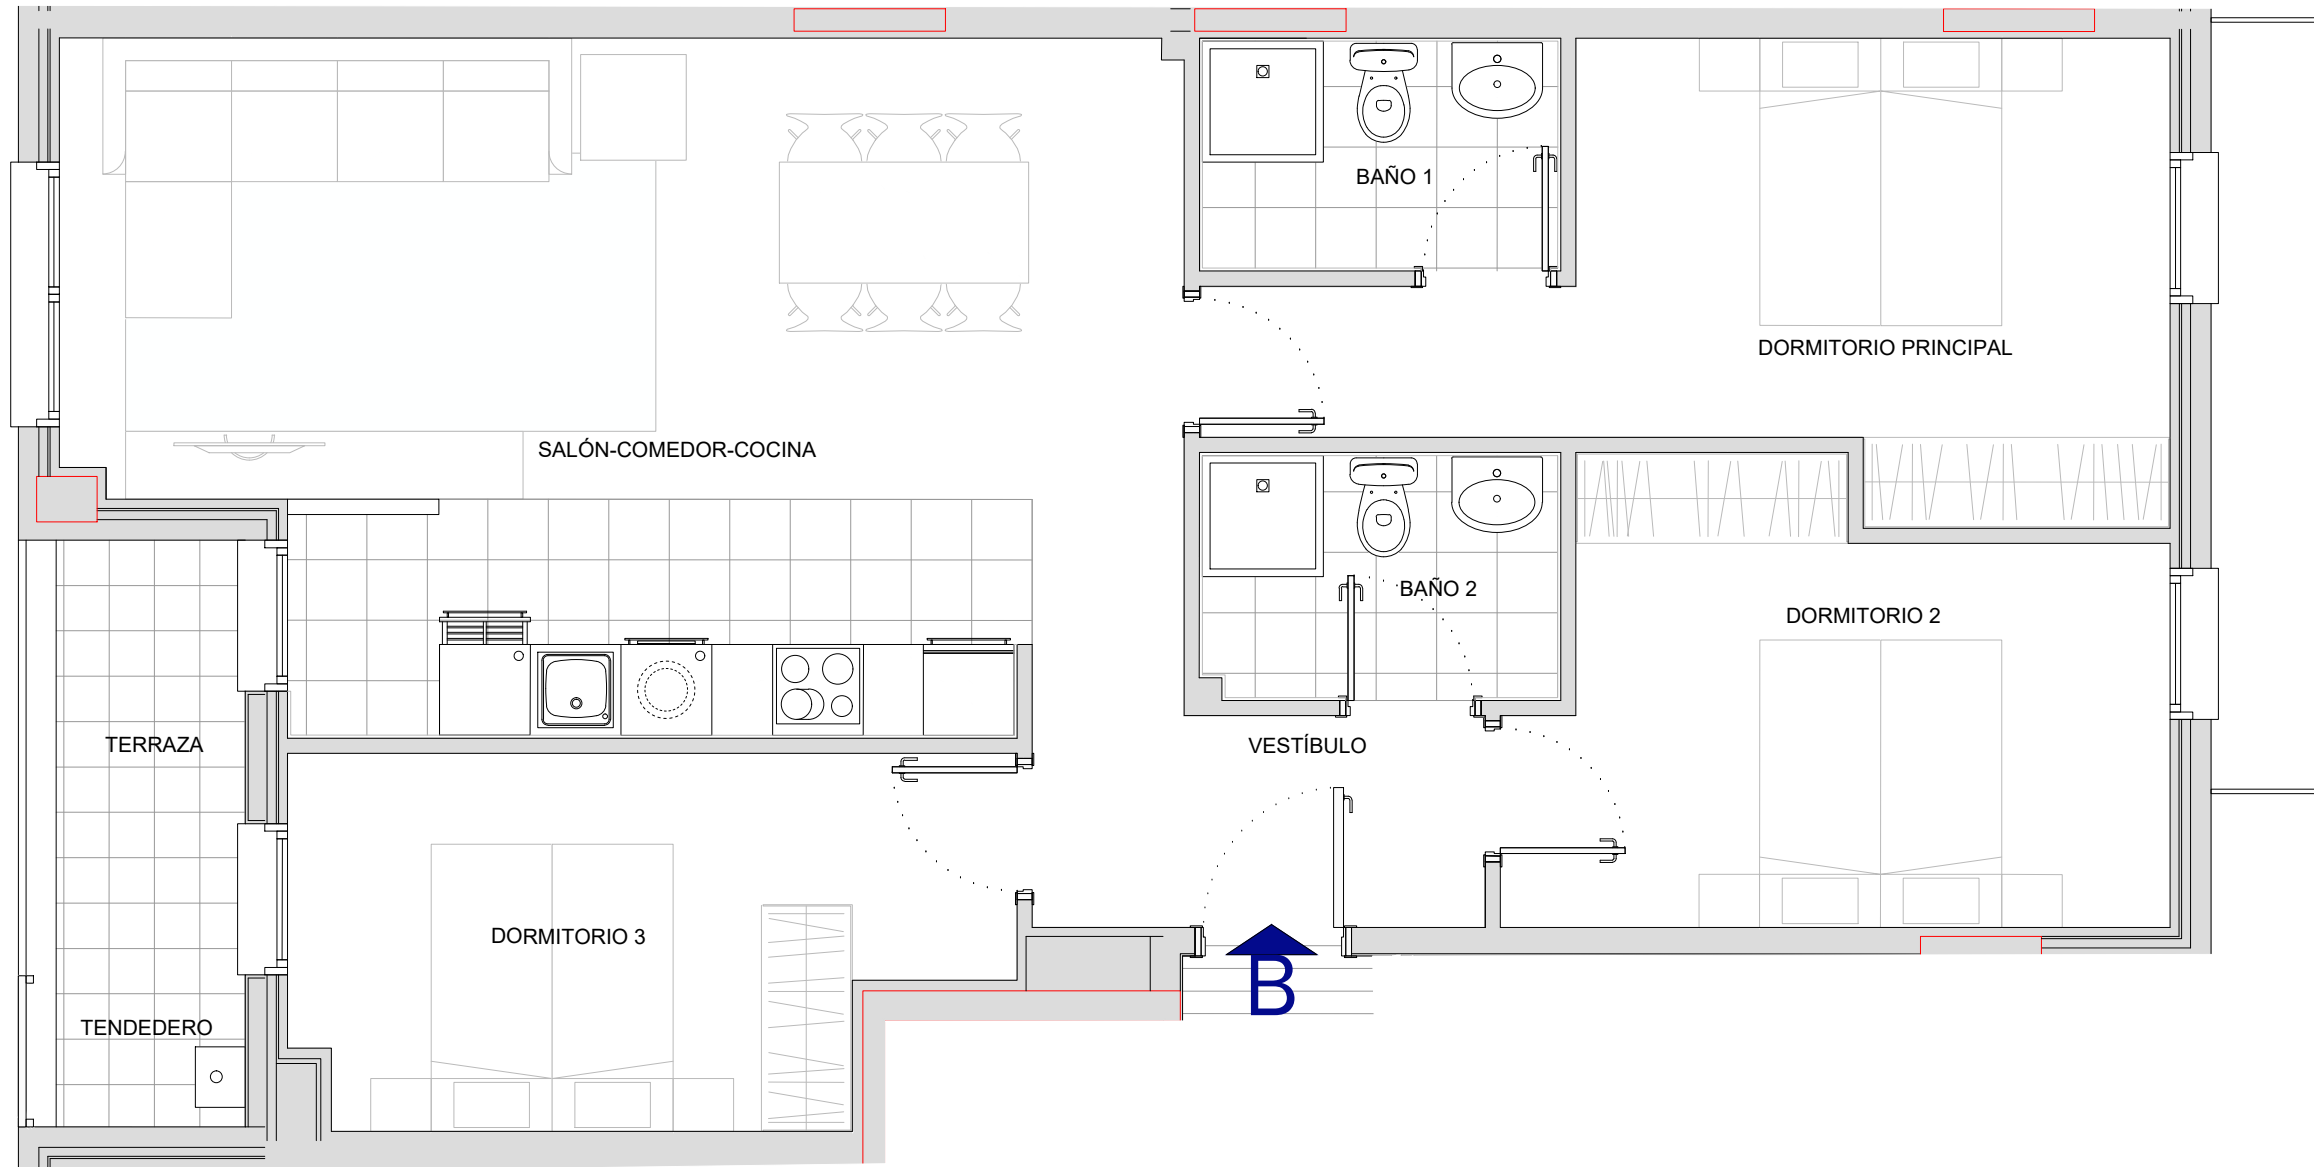 BAÑO 1
DORMITORIO PRINCIPAL
SALÓN-COMEDOR-COCINA
BAÑO 2
DORMITORIO 2
TERRAZA
VESTÍBULO
DORMITORIO 3
B
TENDEDERO